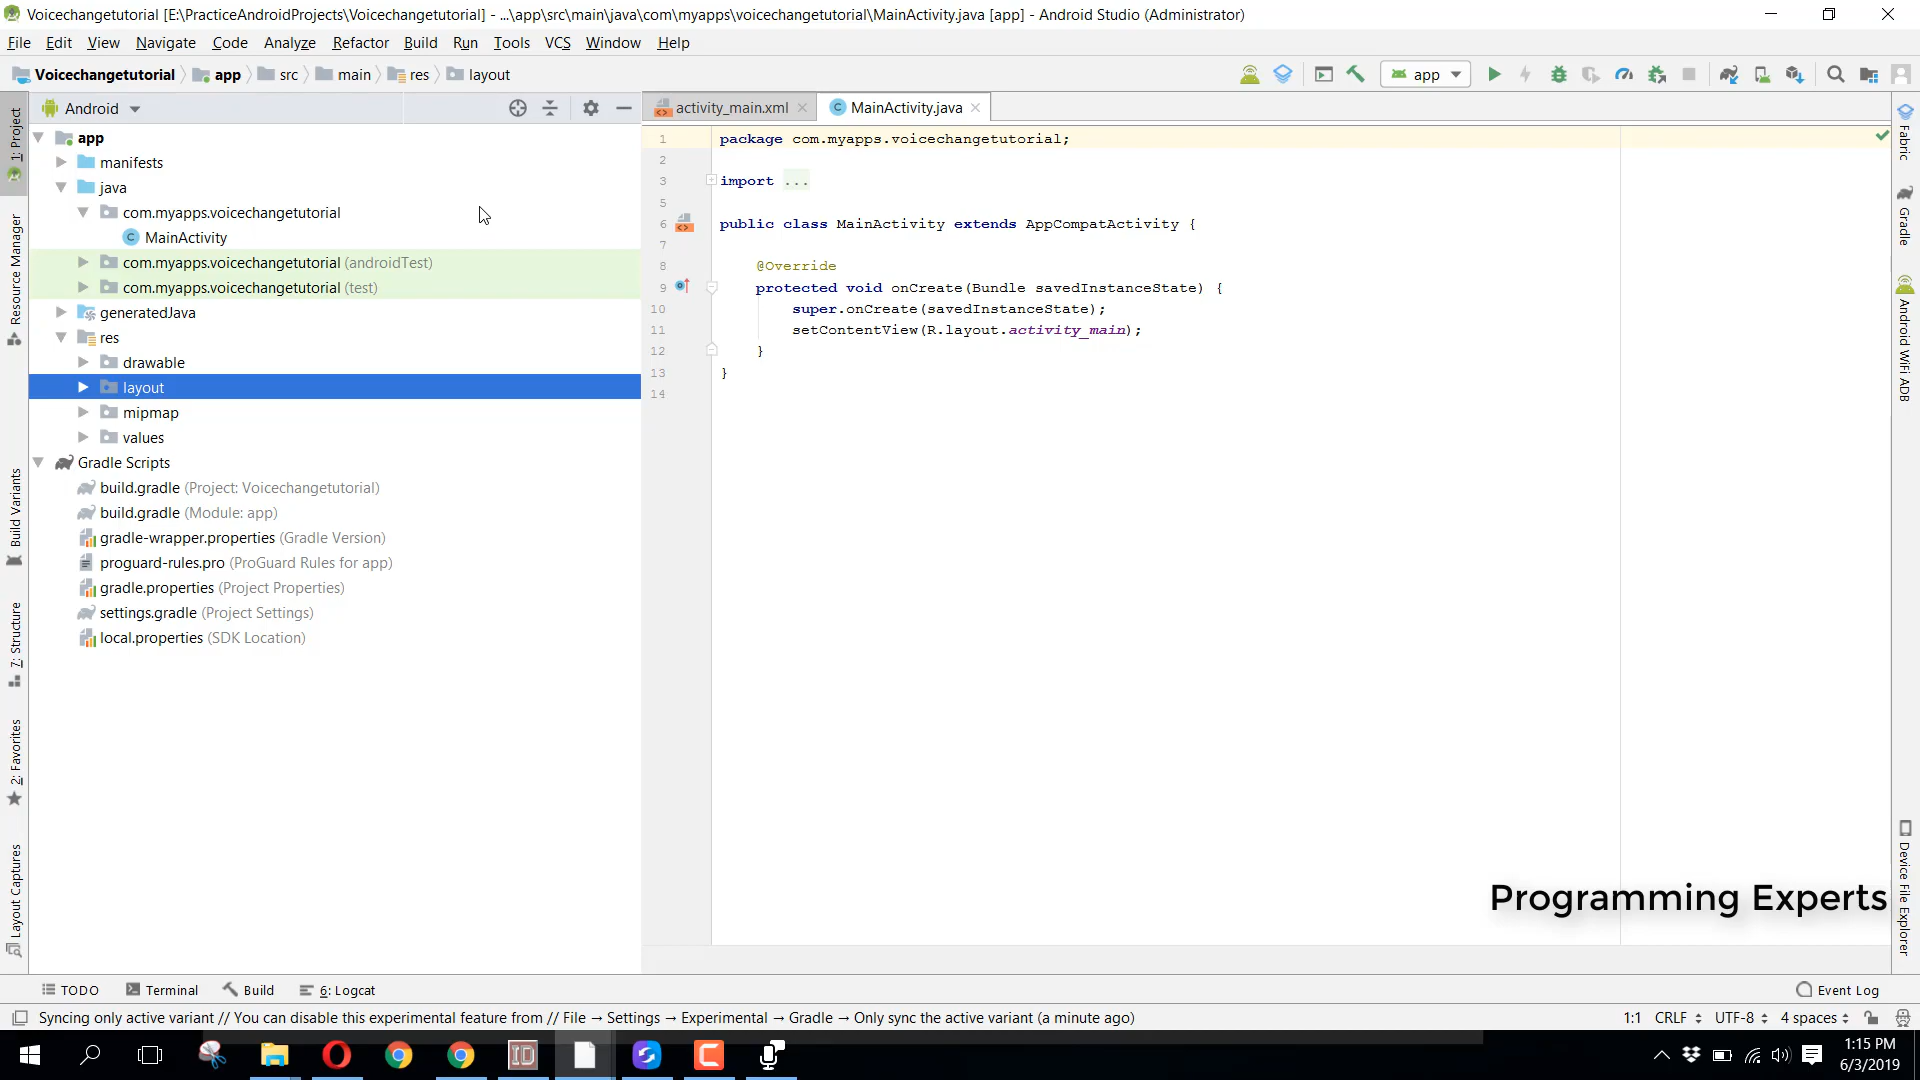 Voicechangetutorial [E:\PracticeAndroidProjects\Voicechangetutorial] - ...\app\src\main\java\com\myapps\voicechangetutorial\MainActivity.java [app] - Android Studio (Administrator)
File Edit View Navigate Code Analyze Refactor Build Run Tools VCS Window Help
Voicechangetutorial app src main res layout
app
Android
activity_main.xml MainActivity.java
1: Project
Resource Manager
Build Variants
7: Structure
2: Favorites
Layout Captures
app
manifests
java
com.myapps.voicechangetutorial
MainActivity
com.myapps.voicechangetutorial (androidTest)
com.myapps.voicechangetutorial (test)
generatedJava
res
drawable
layout
mipmap
values
Gradle Scripts
build.gradle (Project: Voicechangetutorial)
build.gradle (Module: app)
gradle-wrapper.properties (Gradle Version)
proguard-rules.pro (ProGuard Rules for app)
gradle.properties (Project Properties)
settings.gradle (Project Settings)
local.properties (SDK Location)
1 package com.myapps.voicechangetutorial;
2
3 import ...
5
6 public class MainActivity extends AppCompatActivity {
7
8 @Override
9 protected void onCreate(Bundle savedInstanceState) {
10 super.onCreate(savedInstanceState);
11 setContentView(R.layout.activity_main);
12 }
13 }
14
Fabric
Gradle
Android WiFi ADB
Device File Explorer
Programming Experts
TODO Terminal Build 6: Logcat Event Log
Syncing only active variant // You can disable this experimental feature from // File → Settings → Experimental → Gradle → Only sync the active variant (a minute ago) 1:1 CRLF UTF-8 4 spaces
1:15 PM
6/3/2019